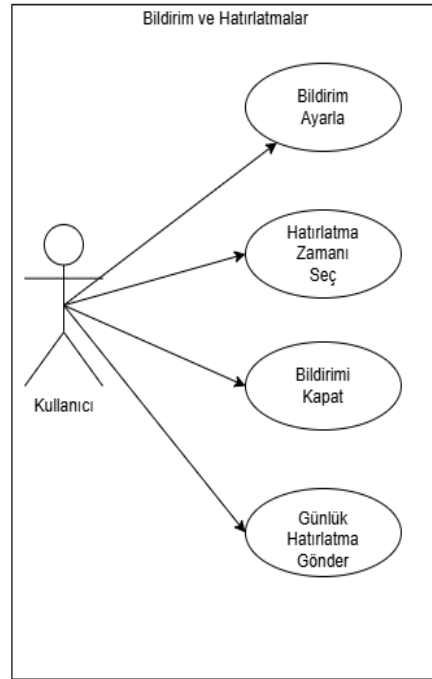 Bildirim ve Hatırlatmalar
Bildirim
Ayarla
Hatırlatma
Zamanı
Seç
Bildirimi
Kapat
Kullanıcı
Günlük
Hatırlatma
Gönder